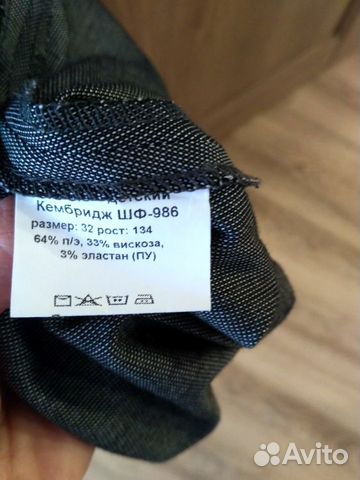 Кембридж ШФ-986
размер: 32 рост: 134
64% п/э, 33% вискоза,
3% эластан (ПУ)
Avito